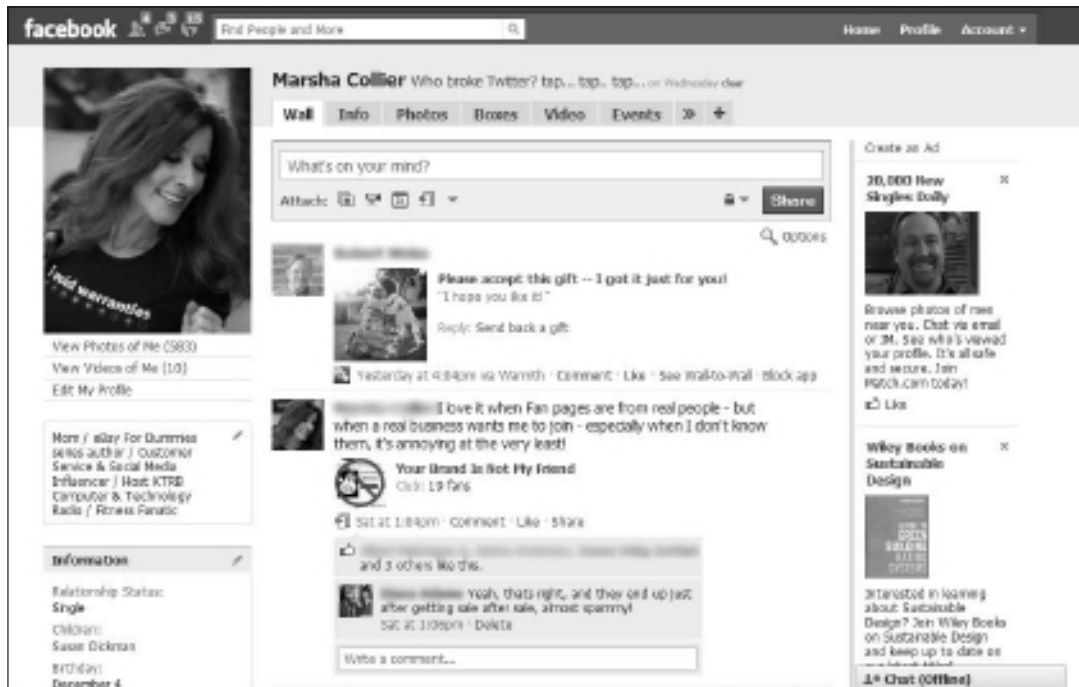 facebook 4 3 15 Find People and More Home Profile Account
Marsha Collier Who broke Twitter? tap... tap.. tap... on Wednesday clear
Wall Info Photos Boxes Video Events » +
What's on your mind?
Attach: Share
Options
I void warranties
View Photos of Me (583)
View Videos of Me (10)
Edit My Profile
Mom / eBay For Dummies
series author / Customer
Service & Social Media
Influencer / Host KTRB
Computer & Technology
Radio / Fitness Fanatic
Information
Relationship Status:
Single
Children:
Susan Dickman
Birthday:
December 4
Please accept this gift -- I got it just for you!
"I hope you like it!"
Reply: Send back a gift
Yesterday at 4:04pm via Warmth · Comment · Like · See Wall-to-Wall · Block app
I love it when Fan pages are from real people - but
when a real business wants me to join - especially when I don't know
them, it's annoying at the very least!
Your Brand Is Not My Friend
Club: 19 fans
Sat at 1:04pm · Comment · Like · Share
and 3 others like this.
Yeah, thats right, and they end up just
after getting sale after sale, almost spammy!
Sat at 1:06pm · Delete
Write a comment...
Create an Ad
20,000 New
Singles Daily
Browse photos of men
near you. Chat via email
or IM. See who's viewed
your profile. It's all safe
and secure. Join
Match.com today!
Like
Wiley Books on
Sustainable
Design
GREEN
BUILDING
SYSTEMS
Interested in learning
about Sustainable
Design? Join Wiley Books
on Sustainable Design
and keep up to date on
Chat (Offline)